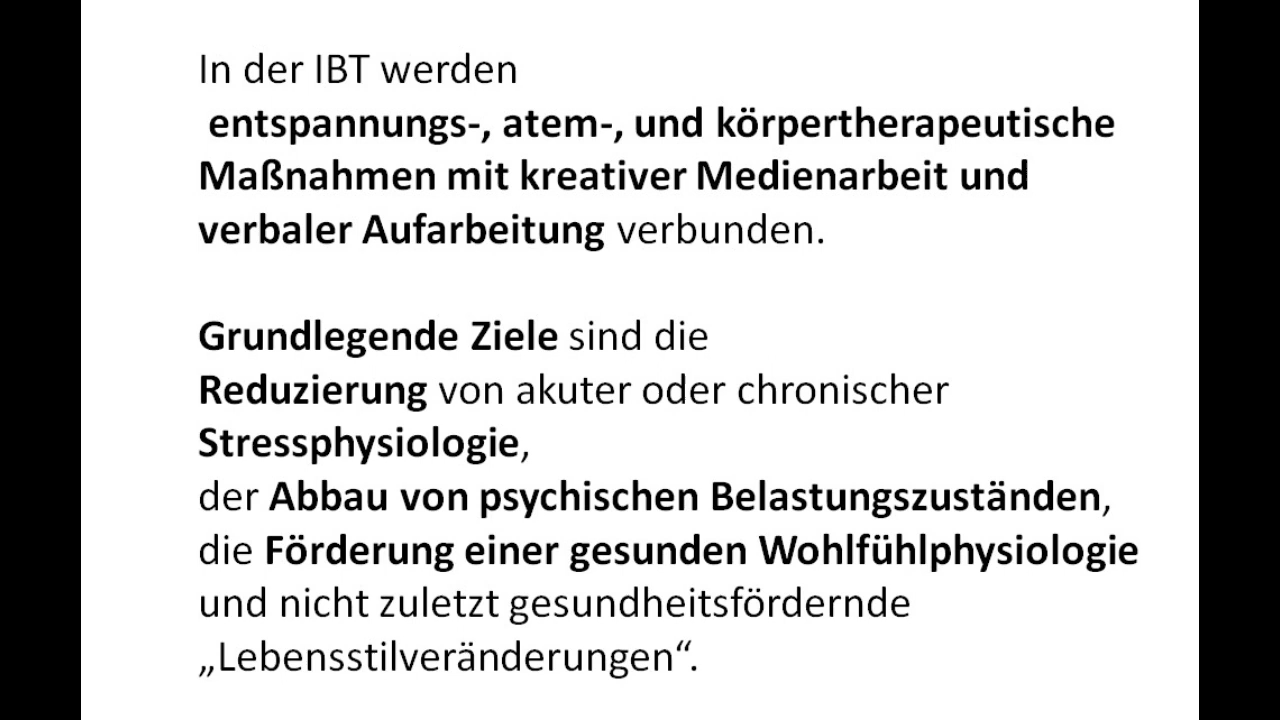 In der IBT werden
entspannungs-, atem-, und körpertherapeutische
Maßnahmen mit kreativer Medienarbeit und
verbaler Aufarbeitung verbunden.
Grundlegende Ziele sind die
Reduzierung von akuter oder chronischer
Stressphysiologie,
der Abbau von psychischen Belastungszuständen,
die Förderung einer gesunden Wohlfühlphysiologie
und nicht zuletzt gesundheitsfördernde
„Lebensstilveränderungen“.